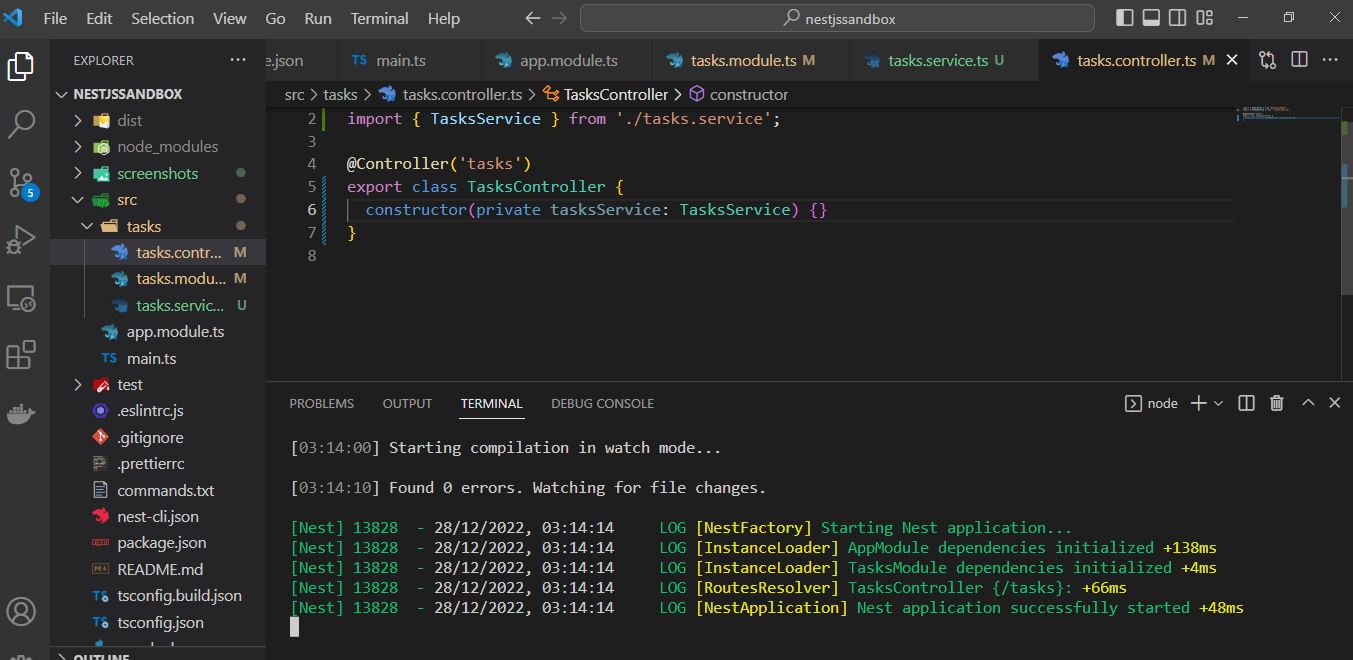 File Edit Selection View Go Run Terminal Help
nestjssandbox
EXPLORER
e.json
TS main.ts
app.module.ts
tasks.module.ts M
tasks.service.ts U
tasks.controller.ts M
NESTJSSANDBOX
dist
node_modules
screenshots
src
tasks
tasks.contr... M
tasks.modu... M
tasks.servic... U
app.module.ts
TS main.ts
test
.eslintrc.js
.gitignore
.prettierrc
commands.txt
nest-cli.json
package.json
README.md
TS tsconfig.build.json
TS tsconfig.json
OUTLINE
5
src > tasks > tasks.controller.ts > TasksController > constructor
2 import { TasksService } from './tasks.service';
3
4 @Controller('tasks')
5 export class TasksController {
6 constructor(private tasksService: TasksService) {}
7 }
8
PROBLEMS OUTPUT TERMINAL DEBUG CONSOLE
node
[03:14:00] Starting compilation in watch mode...
[03:14:10] Found 0 errors. Watching for file changes.
[Nest] 13828 - 28/12/2022, 03:14:14 LOG [NestFactory] Starting Nest application...
[Nest] 13828 - 28/12/2022, 03:14:14 LOG [InstanceLoader] AppModule dependencies initialized +138ms
[Nest] 13828 - 28/12/2022, 03:14:14 LOG [InstanceLoader] TasksModule dependencies initialized +4ms
[Nest] 13828 - 28/12/2022, 03:14:14 LOG [RoutesResolver] TasksController {/tasks}: +66ms
[Nest] 13828 - 28/12/2022, 03:14:14 LOG [NestApplication] Nest application successfully started +48ms